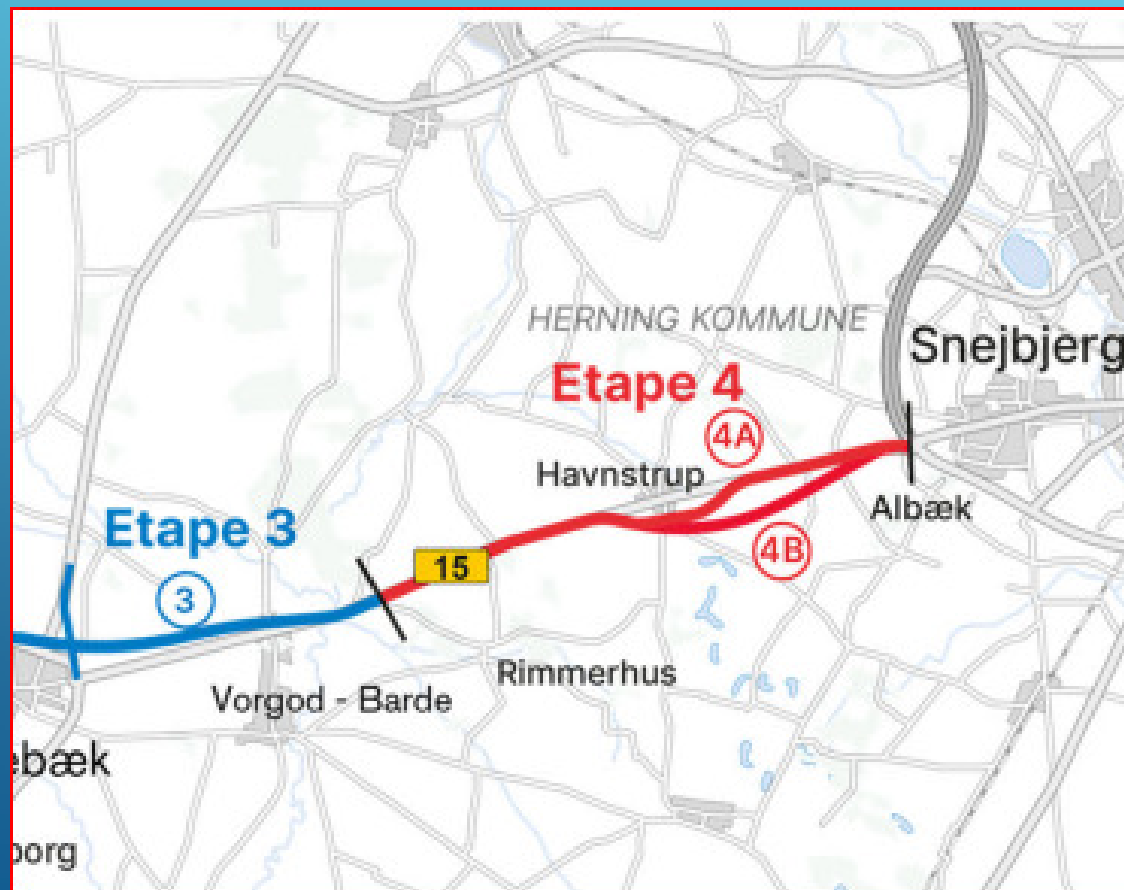 HERNING KOMMUNE
Snejbjerg
Etape 4
4A
Havnstrup
Albæk
Etape 3
4B
15
3
Rimmerhus
Vorgod - Barde
ebæk
borg